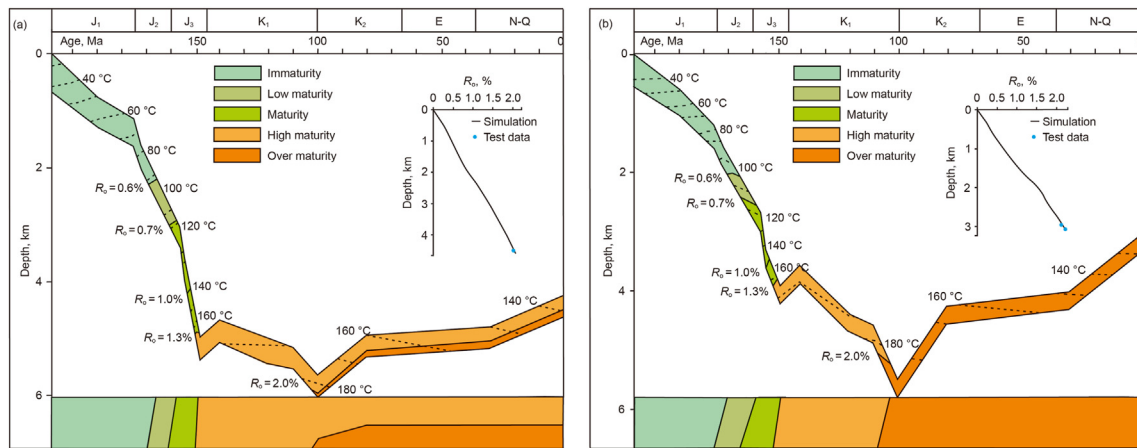 (a)
J₁ J₂ J₃ K₁ K₂ E N-Q
Age, Ma 150 100 50 0
0
2
4
6
Depth, km
40 °C
60 °C
80 °C
100 °C
120 °C
140 °C
160 °C
180 °C
160 °C
140 °C
Rₒ = 0.6%
Rₒ = 0.7%
Rₒ = 1.0%
Rₒ = 1.3%
Rₒ = 2.0%
Immaturity
Low maturity
Maturity
High maturity
Over maturity
Rₒ, %
0 0.5 1.0 1.5 2.0
0
1
2
3
4
Depth, km
Simulation
Test data
(b)
J₁ J₂ J₃ K₁ K₂ E N-Q
Age, Ma 150 100 50 0
0
2
4
6
Depth, km
40 °C
60 °C
80 °C
100 °C
120 °C
140 °C
160 °C
180 °C
160 °C
140 °C
Rₒ = 0.6%
Rₒ = 0.7%
Rₒ = 1.0%
Rₒ = 1.3%
Rₒ = 2.0%
Immaturity
Low maturity
Maturity
High maturity
Over maturity
Rₒ, %
0 0.5 1.0 1.5 2.0
0
1
2
3
Depth, km
Simulation
Test data